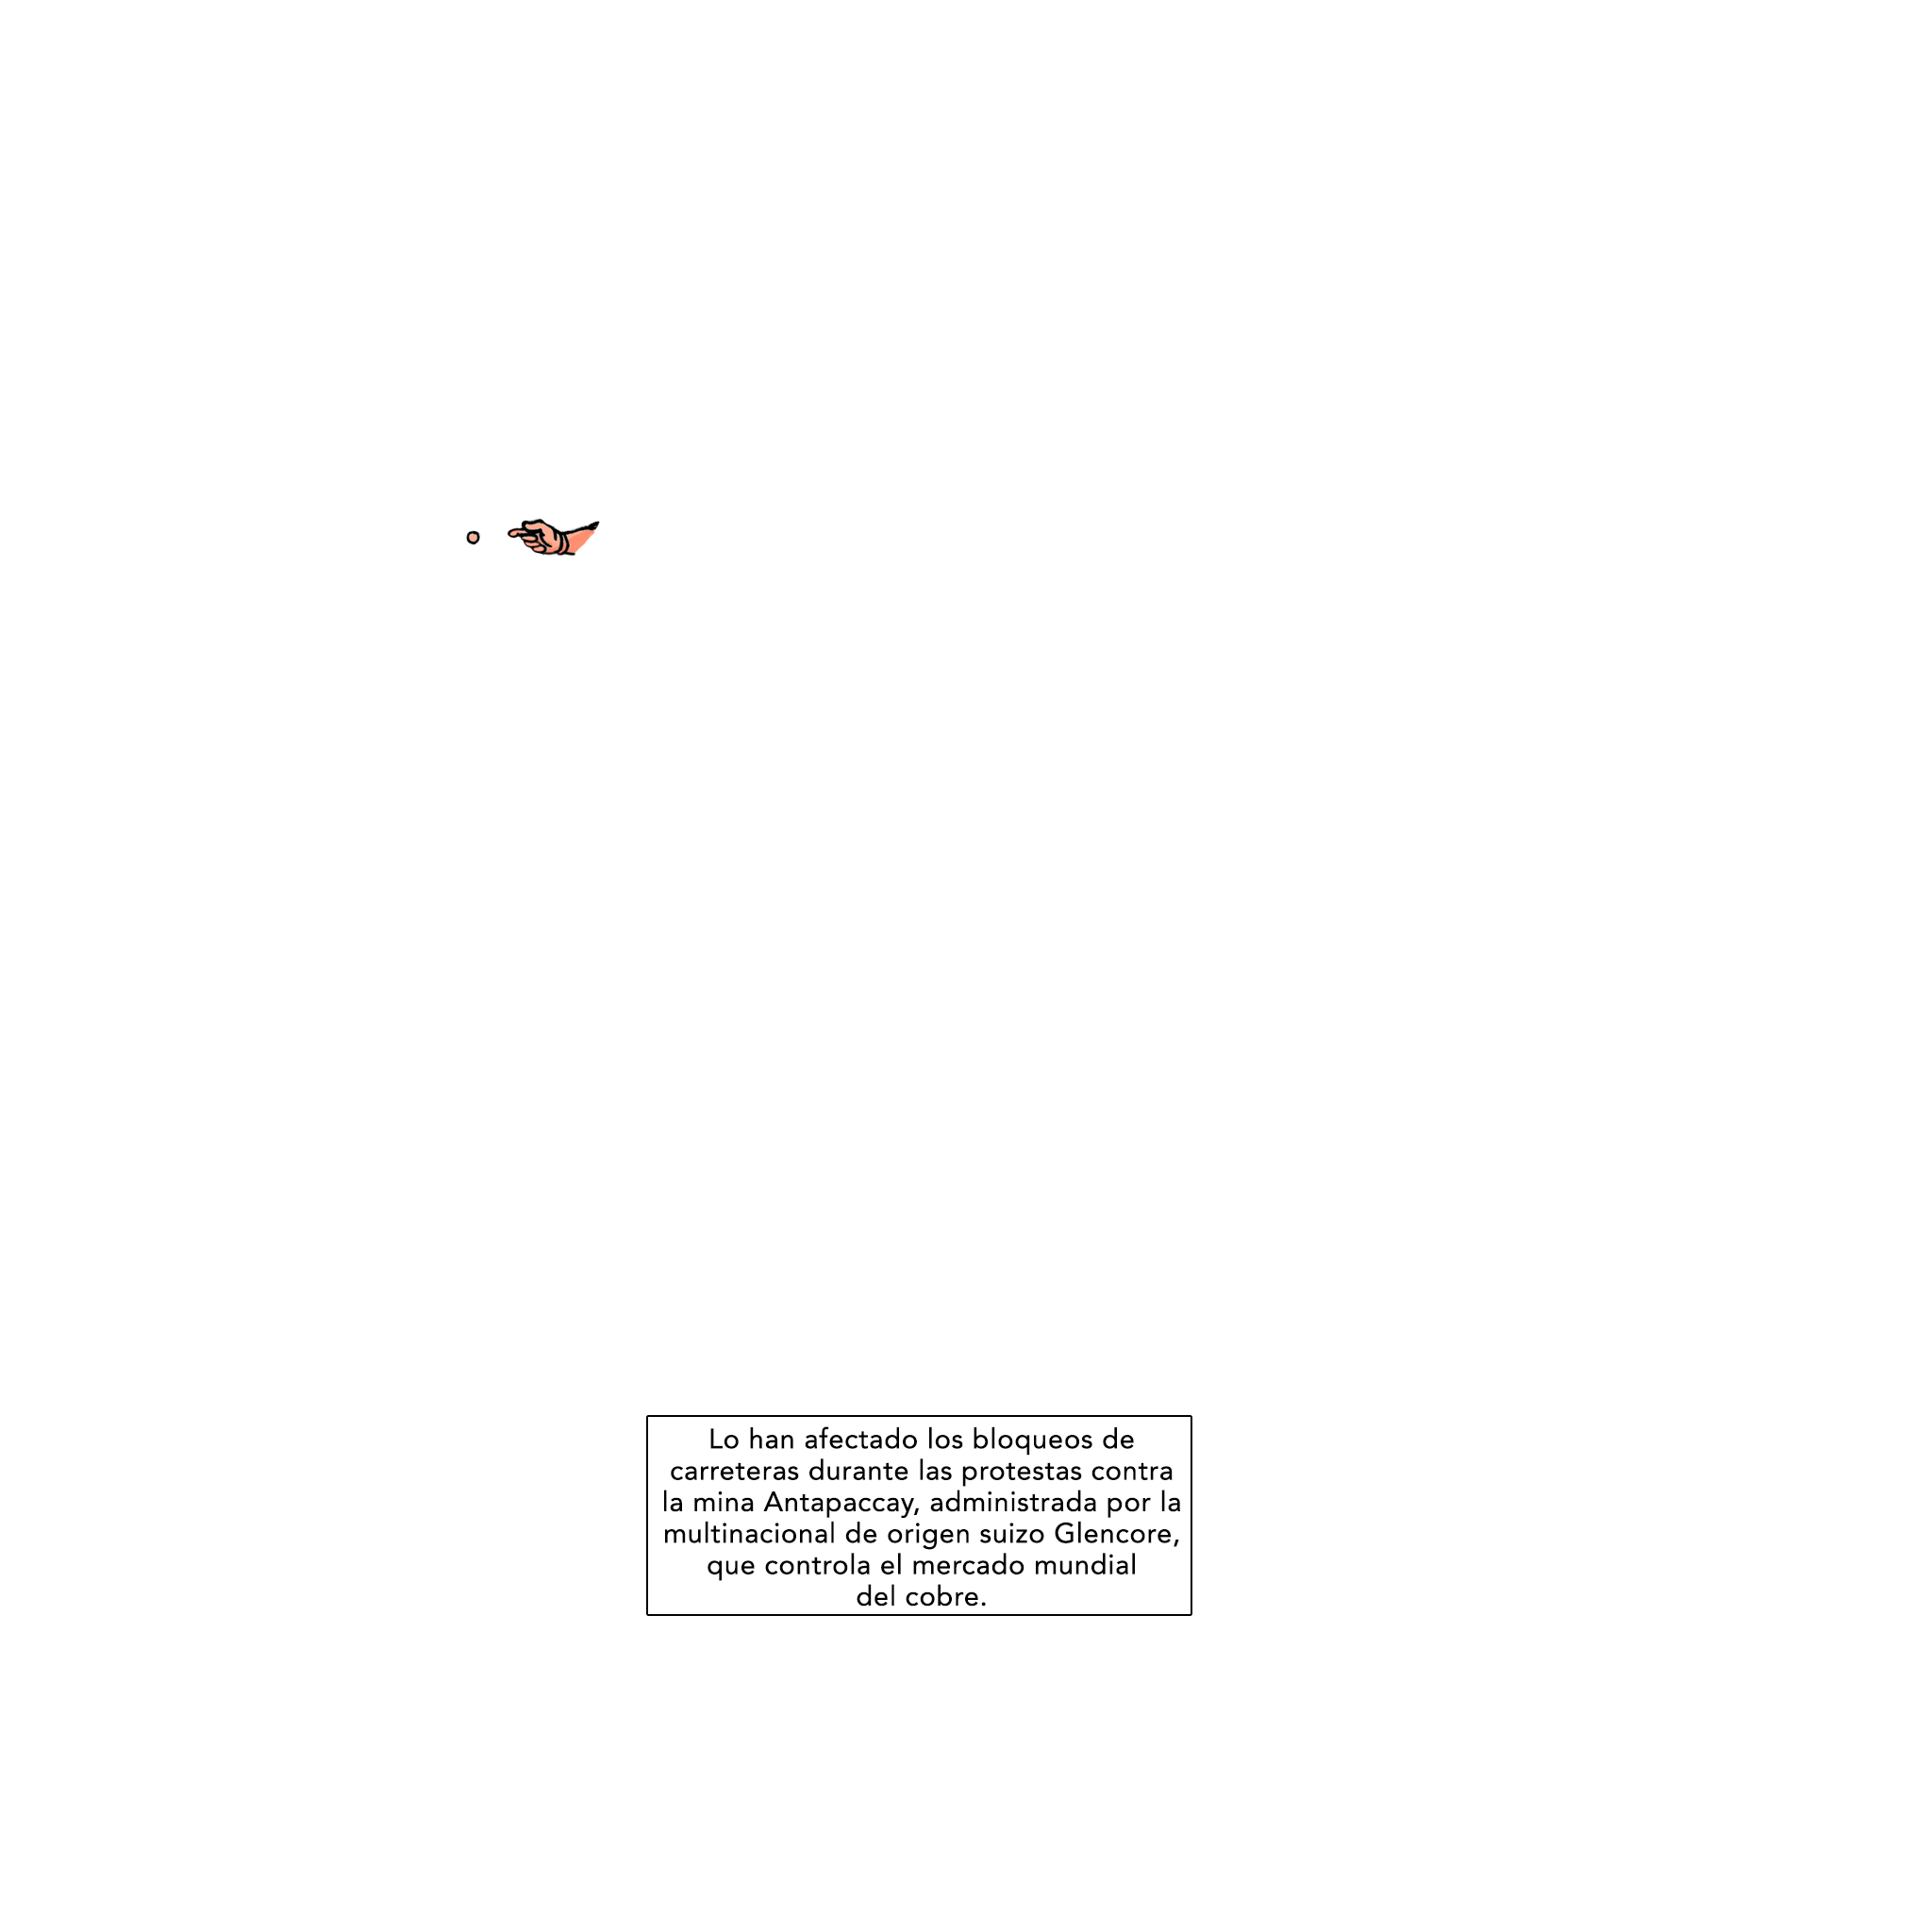 Lo han afectado los bloqueos de
carreteras durante las protestas contra
la mina Antapaccay, administrada por la
multinacional de origen suizo Glencore,
que controla el mercado mundial
del cobre.